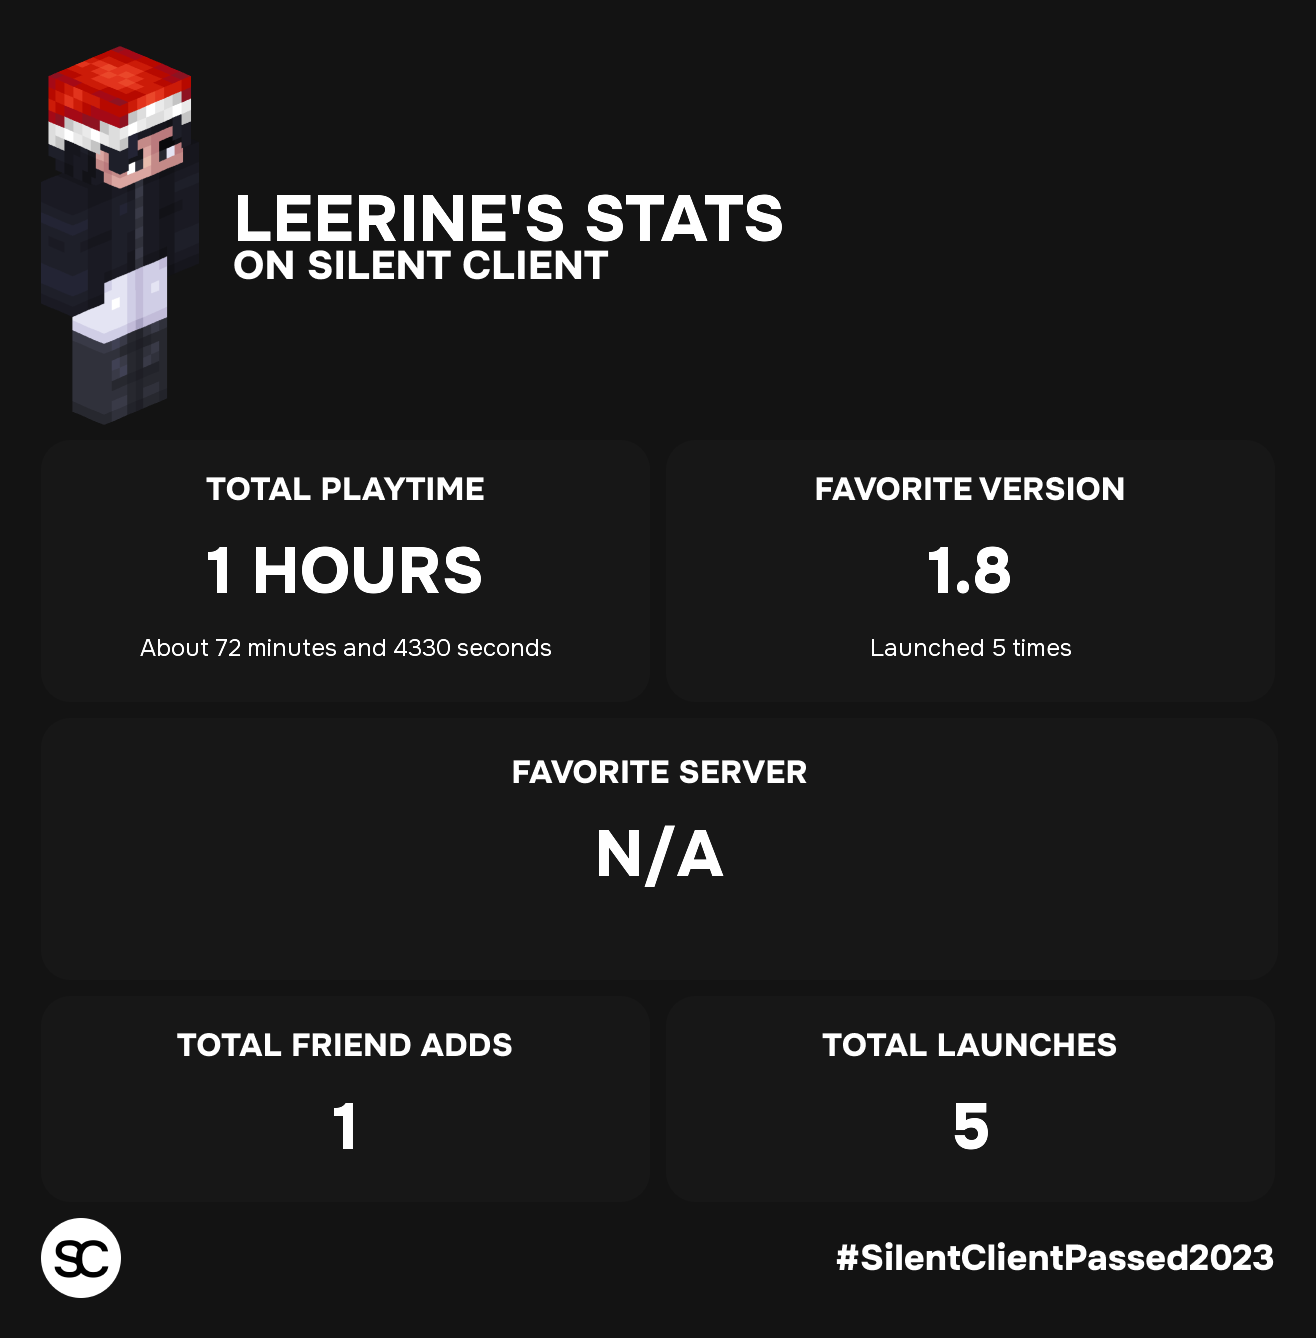 LEERINE'S STATS
ON SILENT CLIENT
TOTAL PLAYTIME
1 HOURS
About 72 minutes and 4330 seconds
FAVORITE VERSION
1.8
Launched 5 times
FAVORITE SERVER
N/A
TOTAL FRIEND ADDS
1
TOTAL LAUNCHES
5
SC
#SilentClientPassed2023